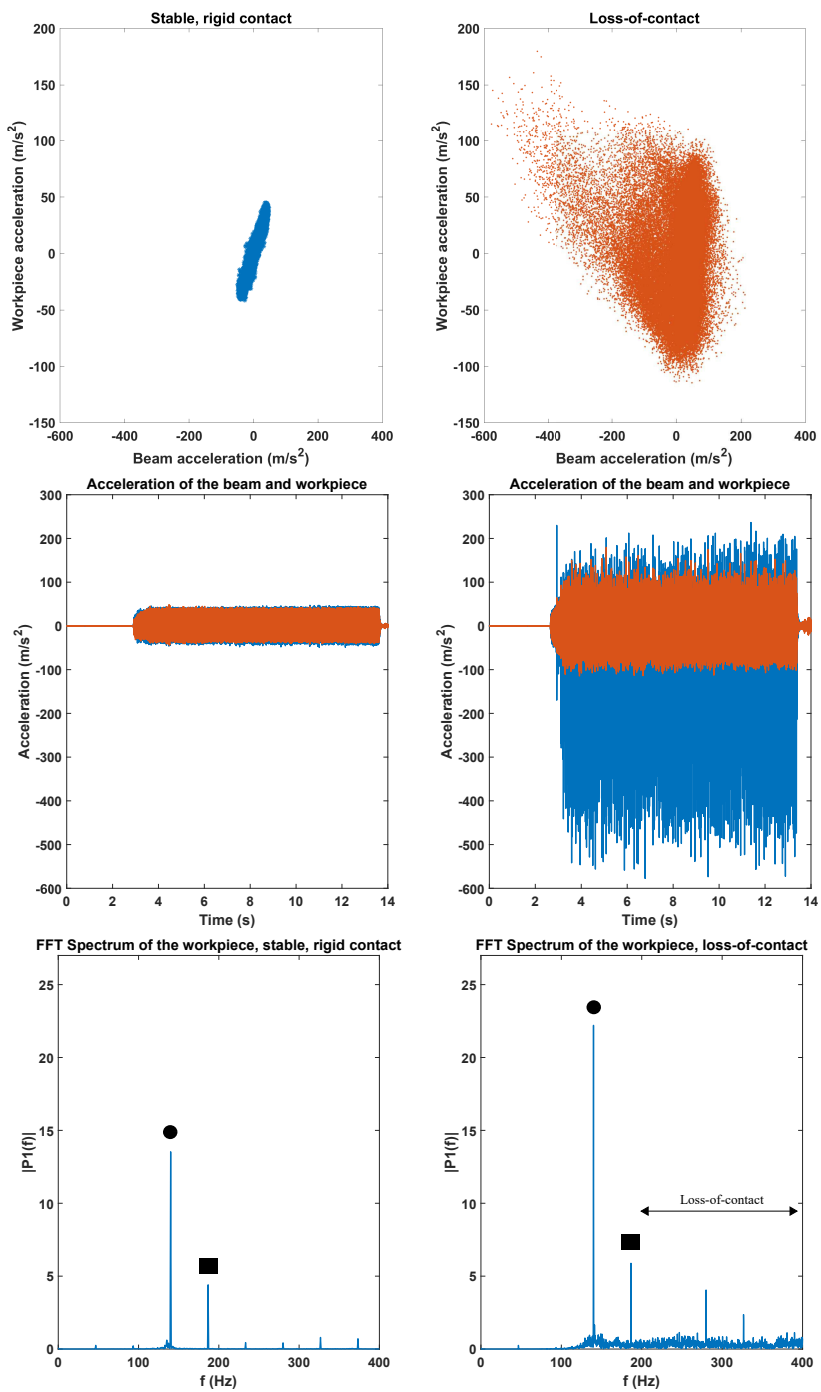 Stable, rigid contact
200
150
100
50
0
-50
-100
-150
Workpiece acceleration (m/s²)
-600 -400 -200 0 200 400
Beam acceleration (m/s²)
Loss-of-contact
200
150
100
50
0
-50
-100
-150
Workpiece acceleration (m/s²)
-600 -400 -200 0 200 400
Beam acceleration (m/s²)
Acceleration of the beam and workpiece
300
200
100
0
-100
-200
-300
-400
-500
-600
Acceleration (m/s²)
0 2 4 6 8 10 12 14
Time (s)
Acceleration of the beam and workpiece
300
200
100
0
-100
-200
-300
-400
-500
-600
Acceleration (m/s²)
0 2 4 6 8 10 12 14
Time (s)
FFT Spectrum of the workpiece, stable, rigid contact
25
20
15
10
5
0
|P1(f)|
0 100 200 300 400
f (Hz)
FFT Spectrum of the workpiece, loss-of-contact
25
20
15
10
5
0
|P1(f)|
Loss-of-contact
0 100 200 300 400
f (Hz)